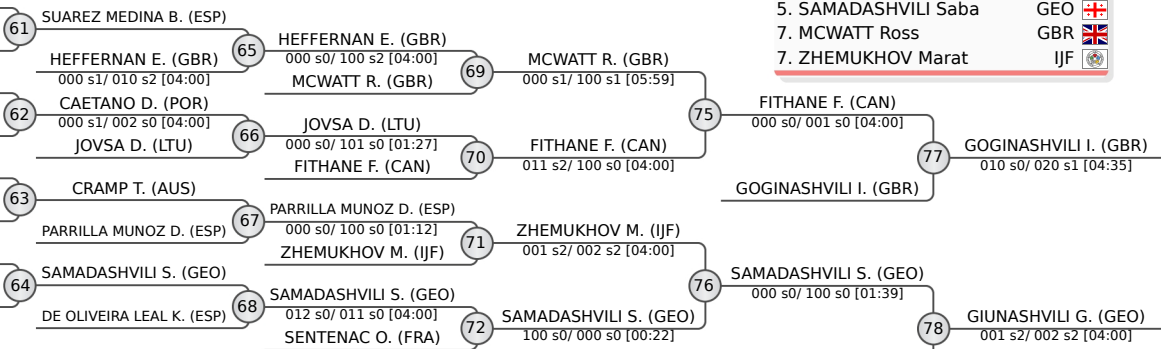 5. SAMADASHVILI Saba GEO
7. MCWATT Ross GBR
7. ZHEMUKHOV Marat IJF
61
SUAREZ MEDINA B. (ESP)
HEFFERNAN E. (GBR)
000 s1/ 010 s2 [04:00]
62
CAETANO D. (POR)
000 s1/ 002 s0 [04:00]
JOVSA D. (LTU)
63
CRAMP T. (AUS)
PARRILLA MUNOZ D. (ESP)
64
SAMADASHVILI S. (GEO)
DE OLIVEIRA LEAL K. (ESP)
65
HEFFERNAN E. (GBR)
000 s0/ 100 s2 [04:00]
MCWATT R. (GBR)
66
JOVSA D. (LTU)
000 s0/ 101 s0 [01:27]
FITHANE F. (CAN)
67
PARRILLA MUNOZ D. (ESP)
000 s0/ 100 s0 [01:12]
ZHEMUKHOV M. (IJF)
68
SAMADASHVILI S. (GEO)
012 s0/ 011 s0 [04:00]
SENTENAC O. (FRA)
69
MCWATT R. (GBR)
000 s1/ 100 s1 [05:59]
70
FITHANE F. (CAN)
011 s2/ 100 s0 [04:00]
71
ZHEMUKHOV M. (IJF)
001 s2/ 002 s2 [04:00]
72
SAMADASHVILI S. (GEO)
100 s0/ 000 s0 [00:22]
75
FITHANE F. (CAN)
000 s0/ 001 s0 [04:00]
GOGINASHVILI I. (GBR)
76
SAMADASHVILI S. (GEO)
000 s0/ 100 s0 [01:39]
77
GOGINASHVILI I. (GBR)
010 s0/ 020 s1 [04:35]
78
GIUNASHVILI G. (GEO)
001 s2/ 002 s2 [04:00]